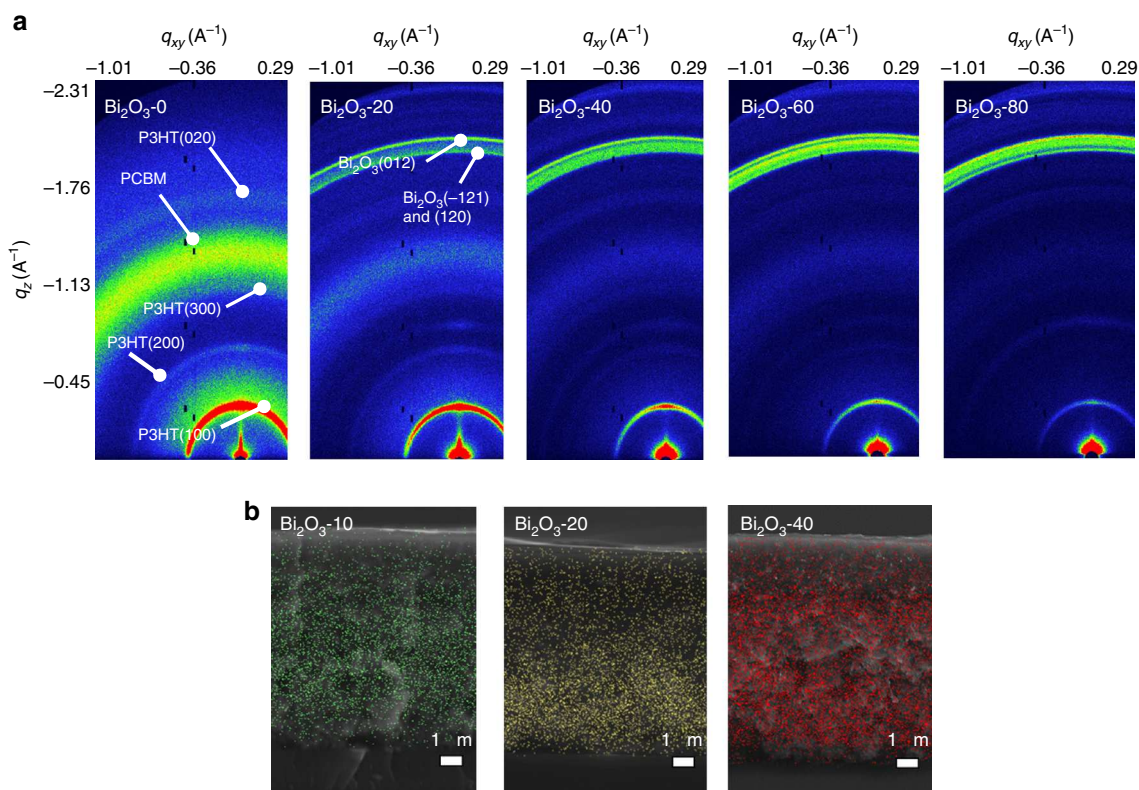 a
q_xy (A⁻¹) q_xy (A⁻¹) q_xy (A⁻¹) q_xy (A⁻¹) q_xy (A⁻¹)
–1.01 –0.36 0.29 –1.01 –0.36 0.29 –1.01 –0.36 0.29 –1.01 –0.36 0.29 –1.01 –0.36 0.29
–2.31
Bi₂O₃-0 Bi₂O₃-20 Bi₂O₃-40 Bi₂O₃-60 Bi₂O₃-80
P3HT(020)
Bi₂O₃(012)
PCBM
–1.76
Bi₂O₃(–121)
and (120)
q_z (A⁻¹)
–1.13
P3HT(300)
P3HT(200)
–0.45
P3HT(100)
b
Bi₂O₃-10 Bi₂O₃-20 Bi₂O₃-40
1 m 1 m 1 m